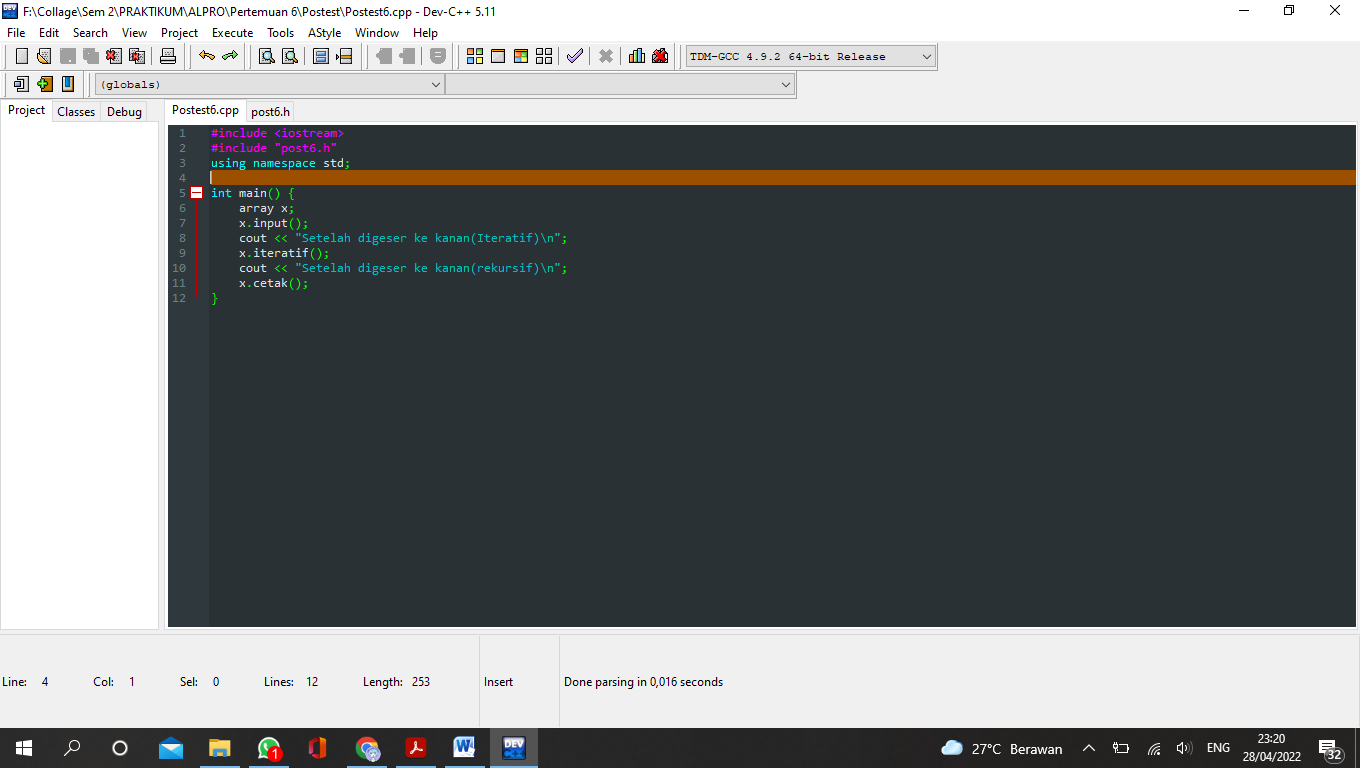 F:\Collage\Sem 2\PRAKTIKUM\ALPRO\Pertemuan 6\Postest\Postest6.cpp - Dev-C++ 5.11
File Edit Search View Project Execute Tools AStyle Window Help
TDM-GCC 4.9.2 64-bit Release
(globals)
Project Classes Debug
Postest6.cpp post6.h
1 #include <iostream>
2 #include "post6.h"
3 using namespace std;
4
5 int main() {
6 array x;
7 x.input();
8 cout << "Setelah digeser ke kanan(Iteratif)\n";
9 x.iteratif();
10 cout << "Setelah digeser ke kanan(rekursif)\n";
11 x.cetak();
12 }
Line: 4 Col: 1 Sel: 0 Lines: 12 Length: 253 Insert Done parsing in 0,016 seconds
27°C Berawan ENG 23:20
28/04/2022
1
32
DEV